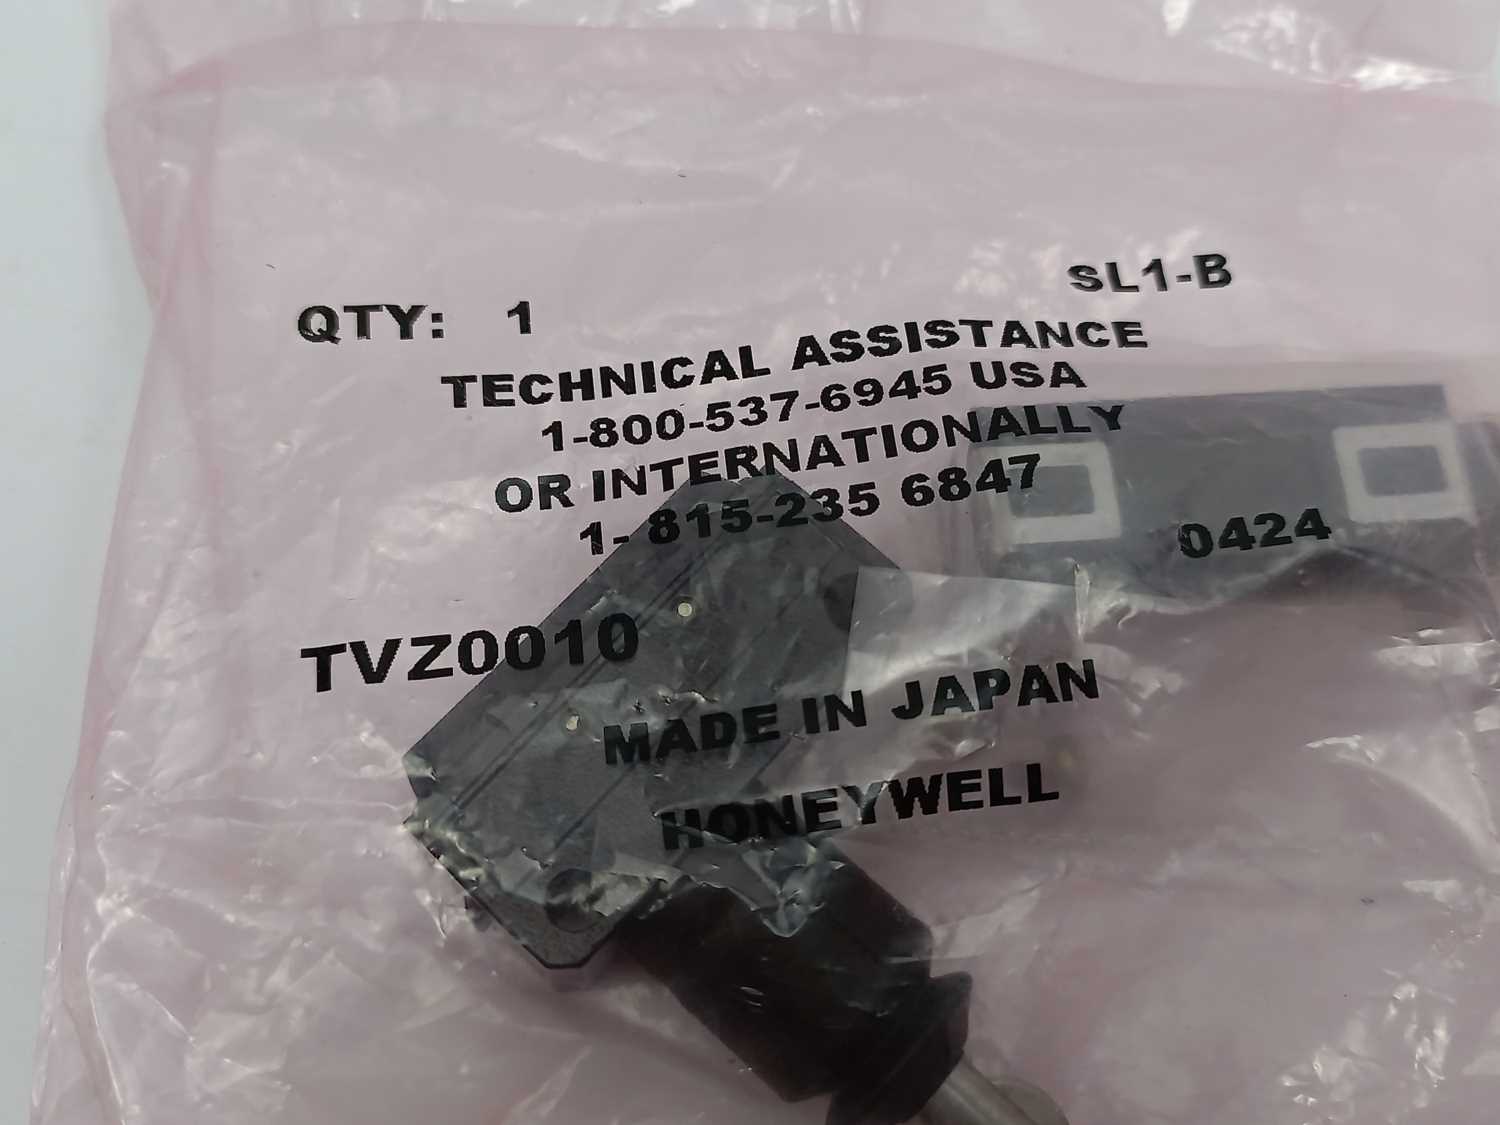 SL1-B
QTY: 1
TECHNICAL ASSISTANCE
1-800-537-6945 USA
OR INTERNATIONALLY
1- 815-235 6847
0424
TVZ0010
MADE IN JAPAN
HONEYWELL